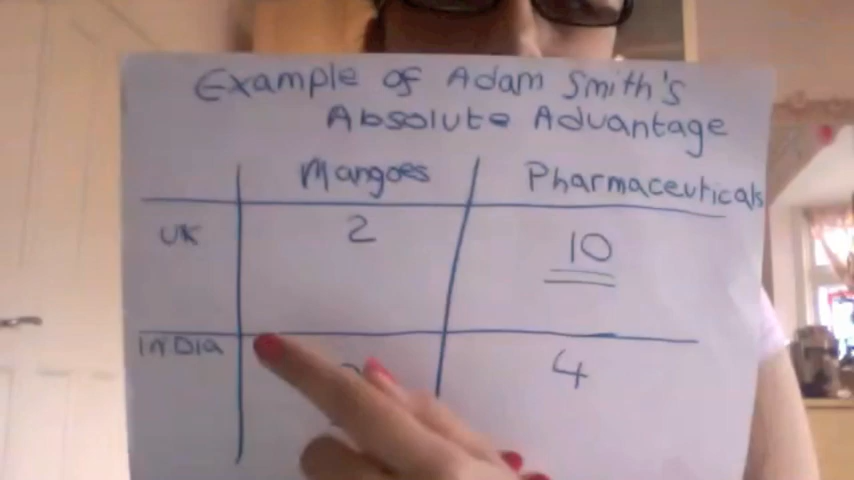 Example of Adam Smith's
Absolute Advantage
Mangoes Pharmaceuticals
UK 2 10
INDIa 4